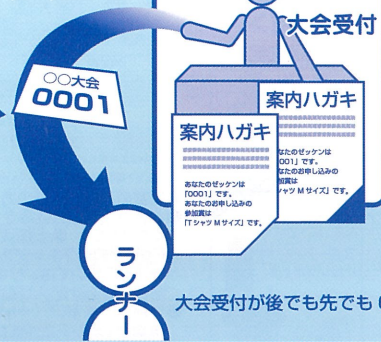 大会受付
○○大会
0001
案内ハガキ
なたのゼッケンは
001」です。
なたのお申し込みの
加賞は
シャツ M サイズ」です。
案内ハガキ
あなたのゼッケンは
「0001」です。
あなたのお申し込みの
参加賞は
「Tシャツ M サイズ」です。
ランナー
大会受付が後でも先でも